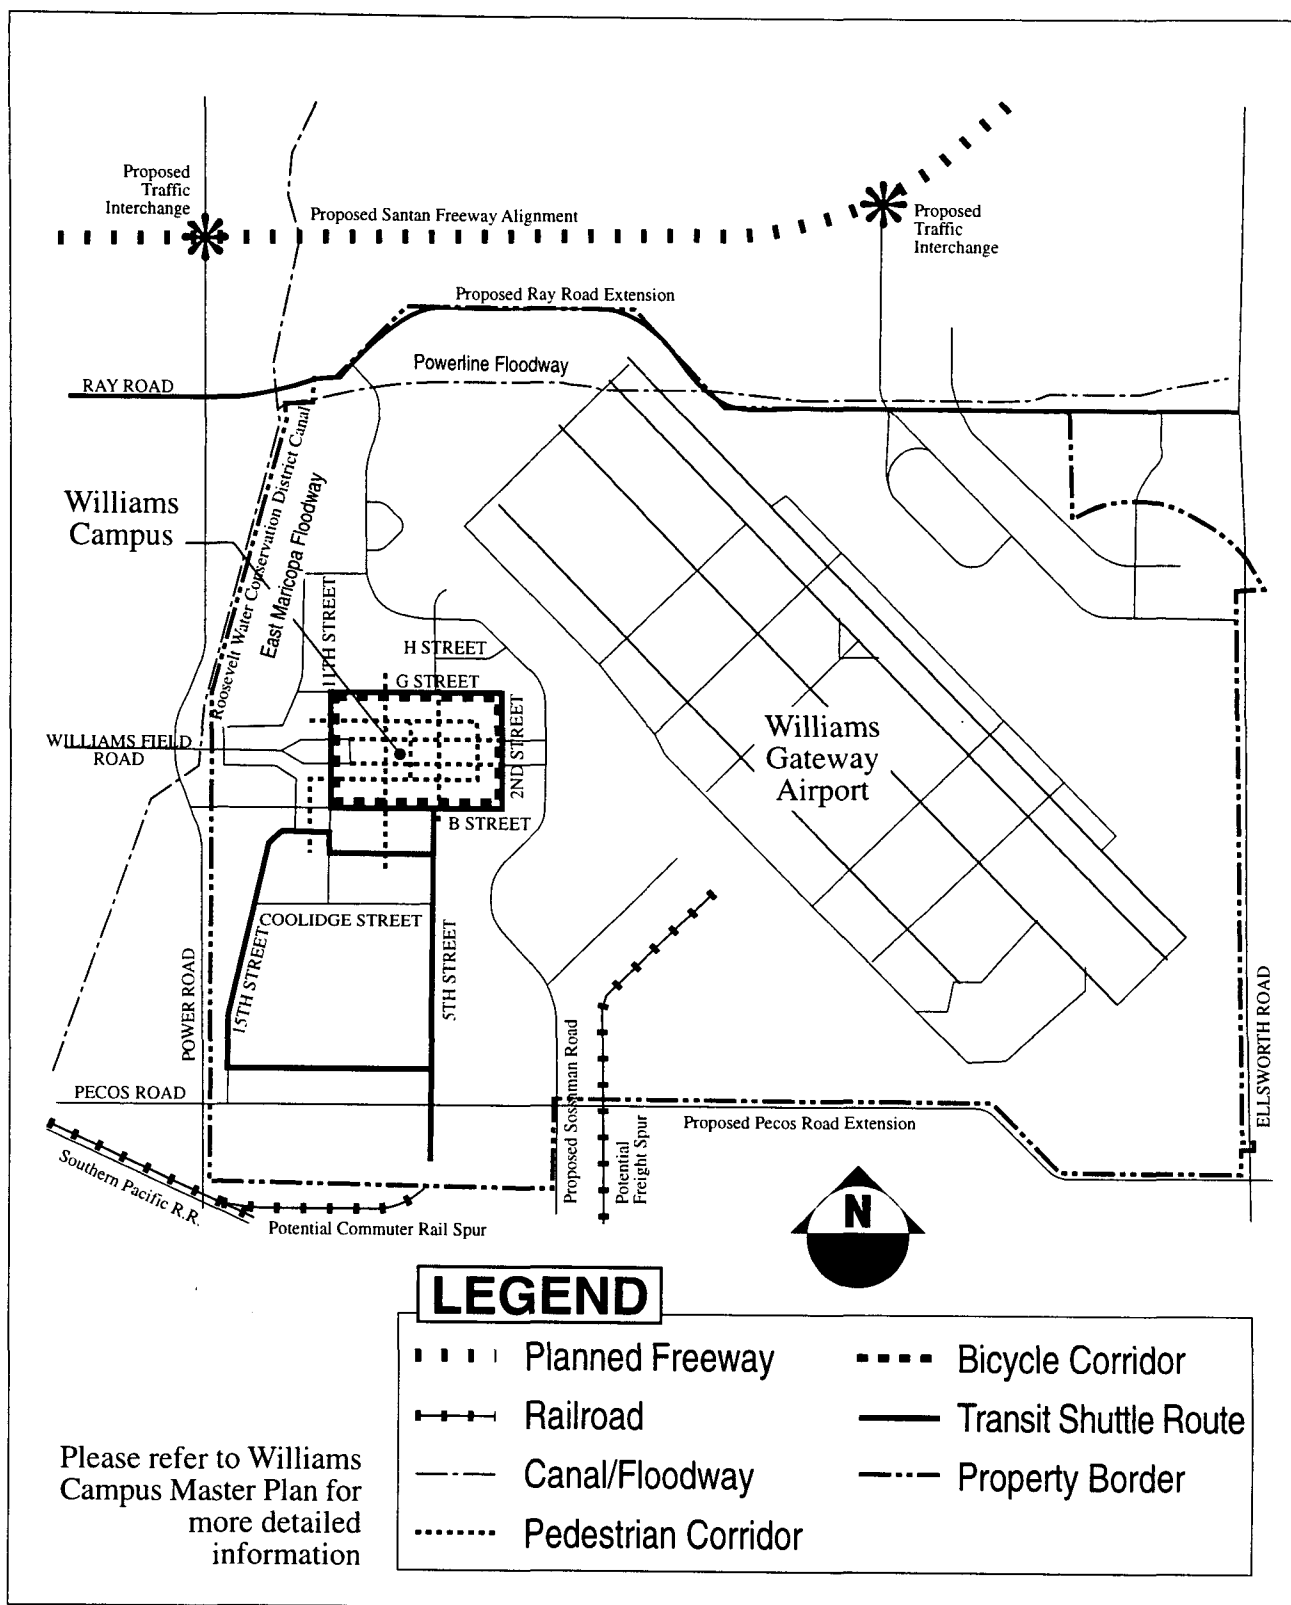 Proposed
Traffic
Interchange
Proposed Santan Freeway Alignment
Proposed
Traffic
Interchange
Proposed Ray Road Extension
Powerline Floodway
RAY ROAD
Williams
Campus
Roosevelt Water Conservation District Canal
East Maricopa Floodway
11TH STREET
H STREET
G STREET
2ND STREET
WILLIAMS FIELD
ROAD
B STREET
Williams
Gateway
Airport
COOLIDGE STREET
15TH STREET
5TH STREET
POWER ROAD
PECOS ROAD
Proposed Sossaman Road
Potential
Freight Spur
Proposed Pecos Road Extension
ELLSWORTH ROAD
Southern Pacific R.R.
Potential Commuter Rail Spur
N
LEGEND
Planned Freeway
Railroad
Canal/Floodway
Pedestrian Corridor
Bicycle Corridor
Transit Shuttle Route
Property Border
Please refer to Williams
Campus Master Plan for
more detailed
information